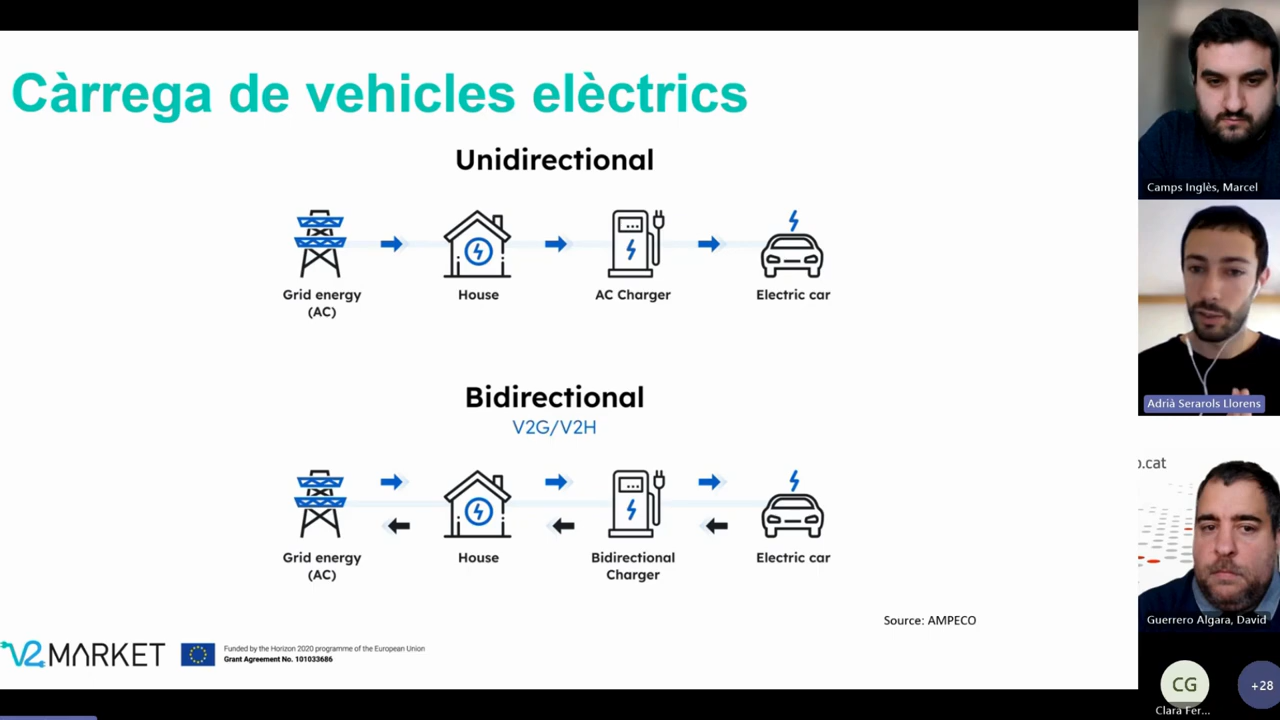 Càrrega de vehicles elèctrics
Unidirectional
Grid energy
(AC)
House
AC Charger
Electric car
Bidirectional
V2G/V2H
Grid energy
(AC)
House
Bidirectional
Charger
Electric car
Source: AMPECO
V2MARKET
Funded by the Horizon 2020 programme of the European Union
Grant Agreement No. 101033686
Camps Inglès, Marcel
Adrià Serarols Llorens
o.cat
Guerrero Algara, David
CG
Clara Fer...
+28